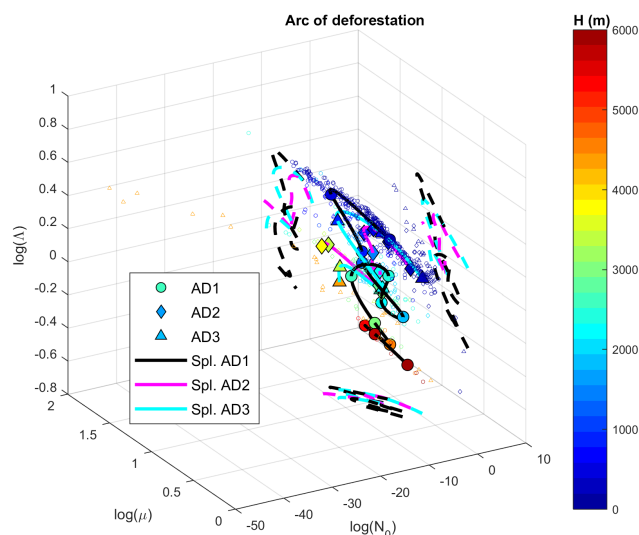 Arc of deforestation
H (m)
6000
5000
4000
3000
2000
1000
0
1
0.8
0.6
0.4
0.2
0
-0.2
-0.4
-0.6
-0.8
log(Λ)
AD1
AD2
AD3
Spl. AD1
Spl. AD2
Spl. AD3
2
1.5
1
0.5
0
log(μ)
-50
-40
-30
-20
-10
0
10
log(N₀)